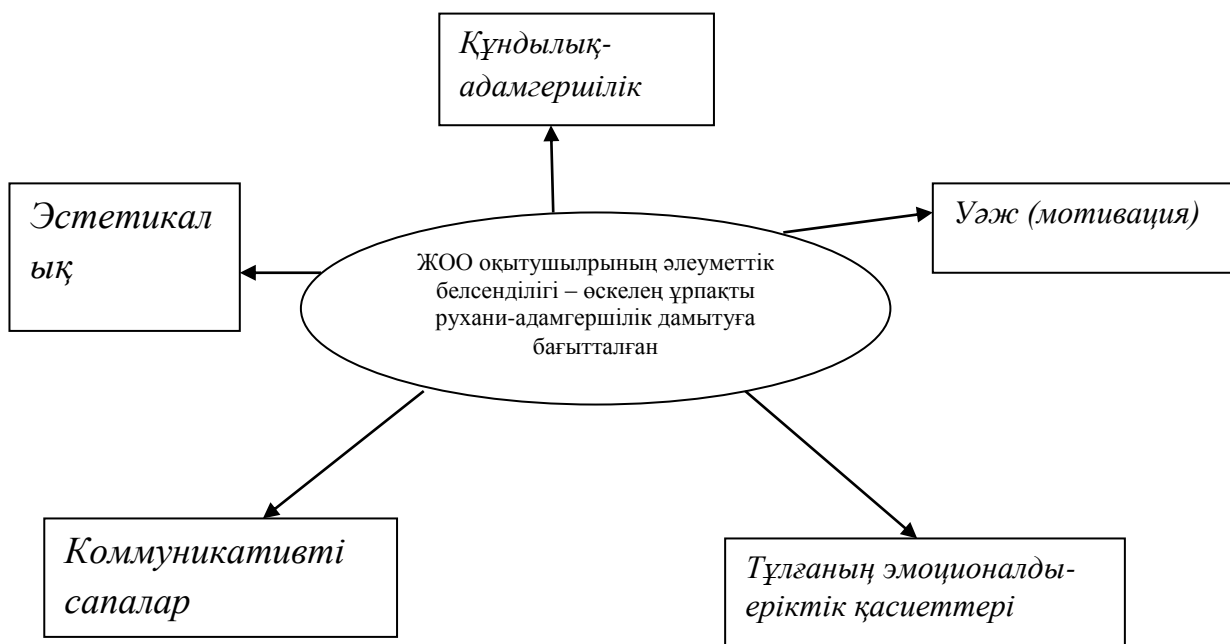 Құндылық-
адамгершілік
Эстетикал
ық
Уәж (мотивация)
ЖОО оқытушылрының әлеуметтік
белсенділігі – өскелең ұрпақты
рухани-адамгершілік дамытуға
бағытталған
Коммуникативті
сапалар
Тұлғаның эмоционалды-
еріктік қасиеттері